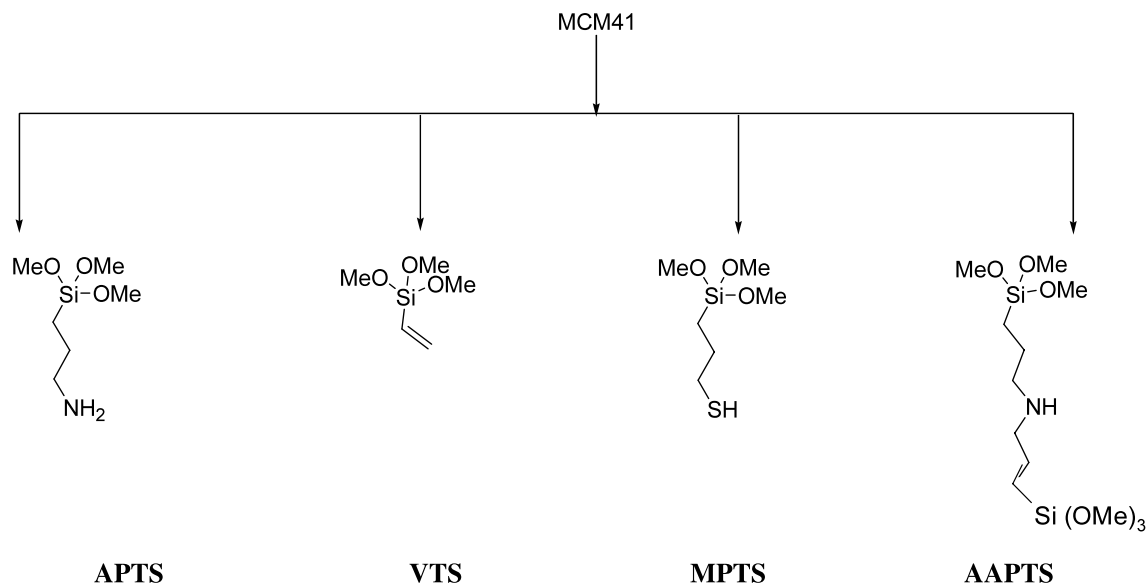 MCM41
MeO OMe
O O
Si-OMe
NH2
OMe
MeO OMe
Si
MeO OMe
Si-OMe
SH
MeO OMe
Si-OMe
NH
Si (OMe)3
APTS VTS MPTS AAPTS